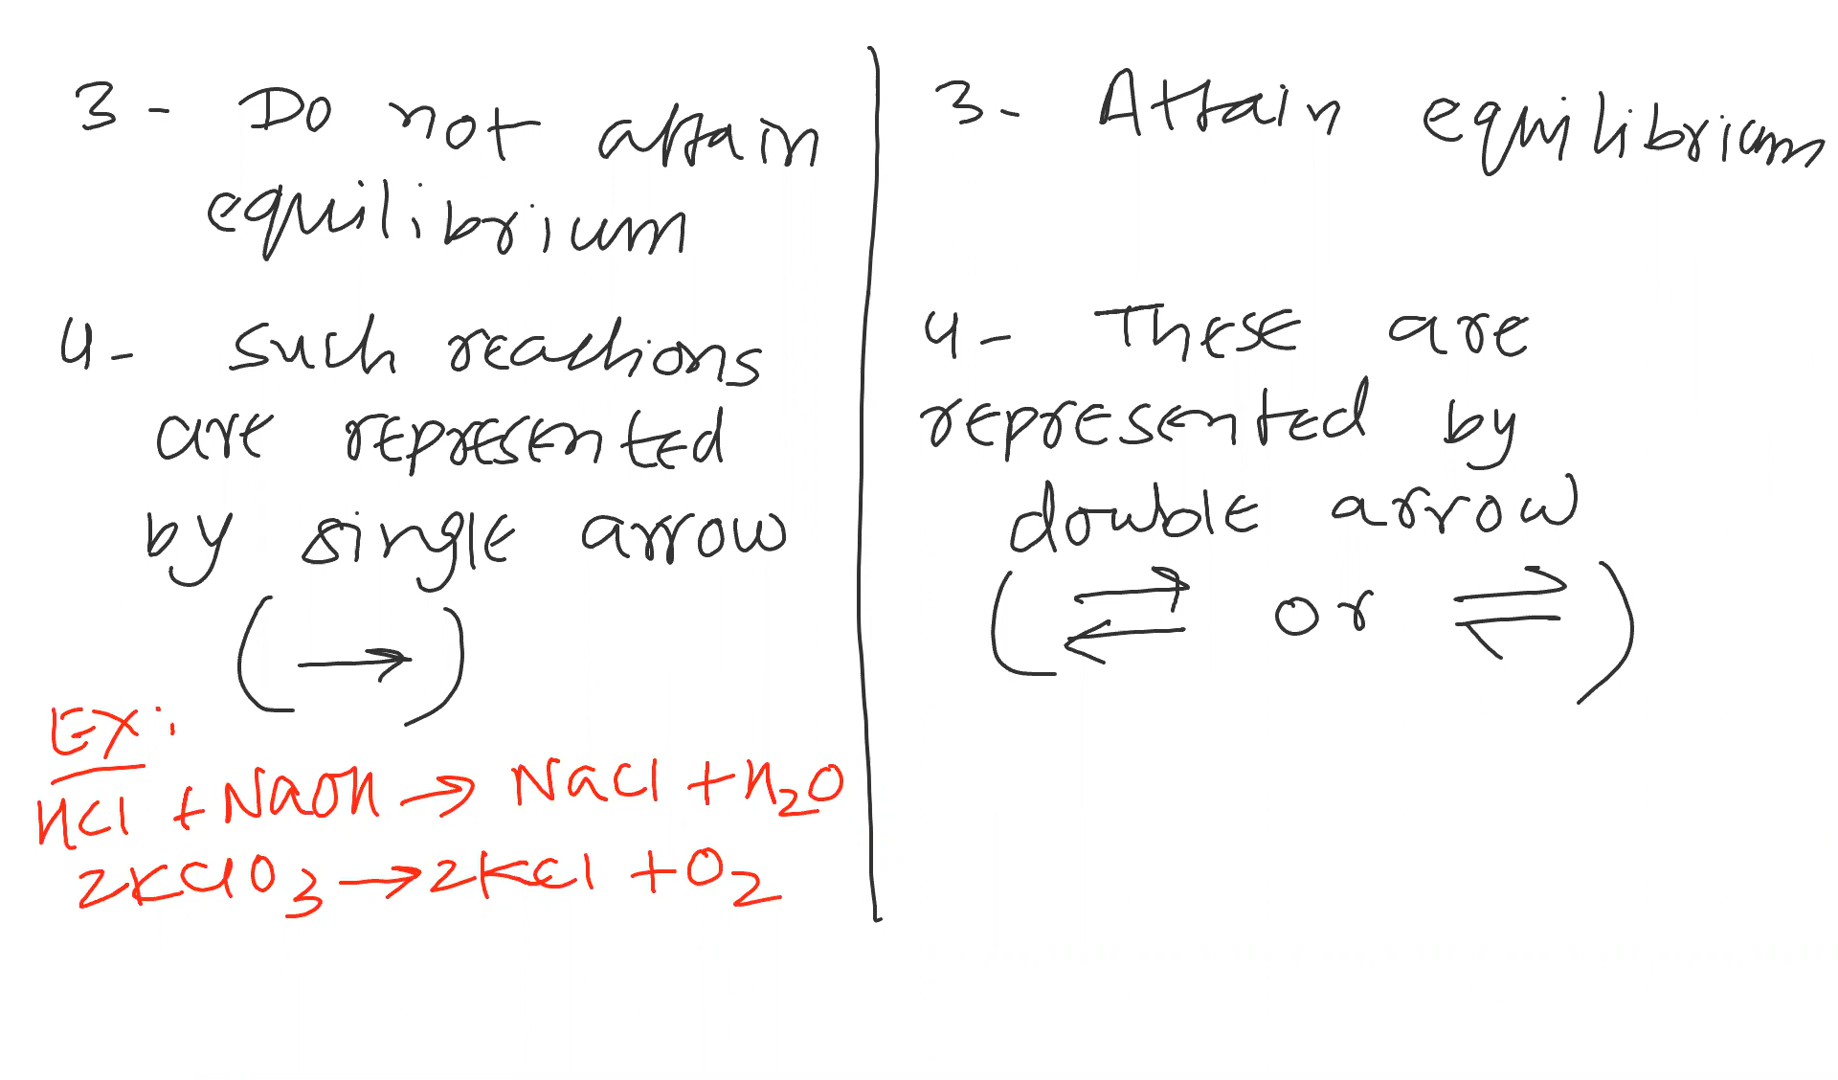 3- Do not attain
equilibrium
4- such reactions
are represented
by single arrow
(→)
Ex:
HCl + NaOH → NaCl + H₂O
2KClO₃ → 2KCl + O₂
3- Attain equilibrium
4- These are
represented by
double arrow
(⇄ or ⇌)